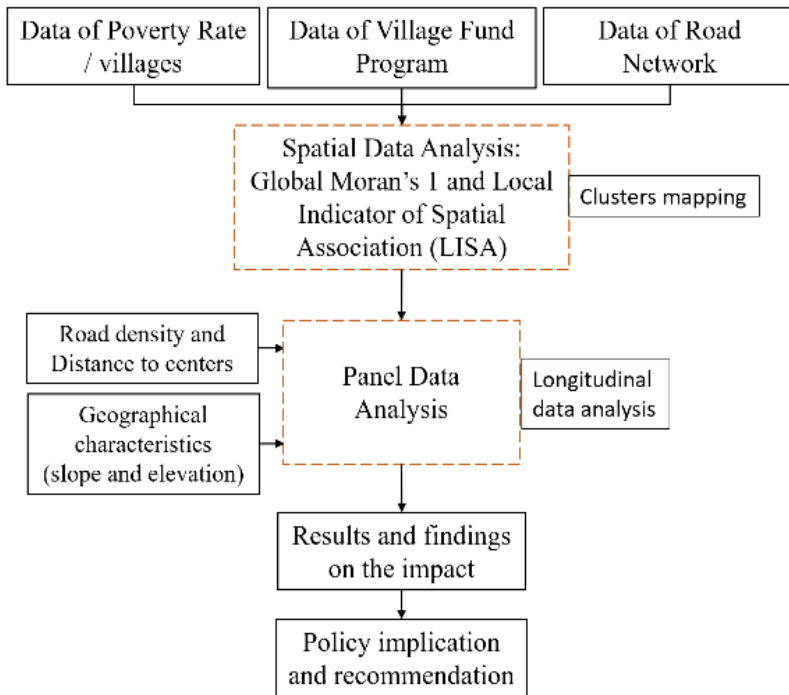 Data of Poverty Rate
/ villages
Data of Village Fund
Program
Data of Road
Network
Spatial Data Analysis:
Global Moran's 1 and Local
Indicator of Spatial
Association (LISA)
Clusters mapping
Road density and
Distance to centers
Geographical
characteristics
(slope and elevation)
Panel Data
Analysis
Longitudinal
data analysis
Results and findings
on the impact
Policy implication
and recommendation